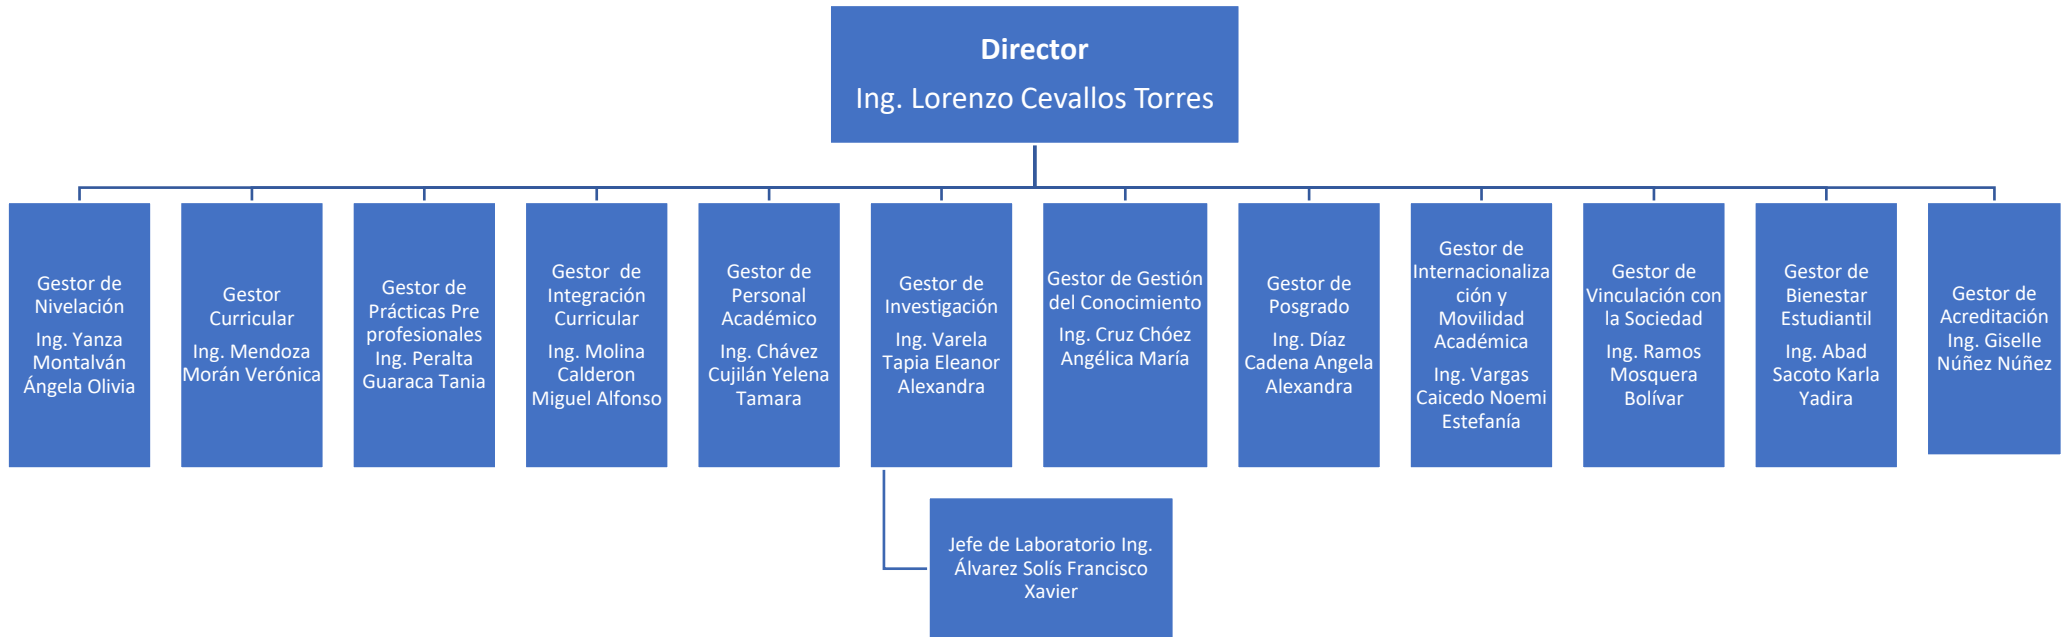 Director
Ing. Lorenzo Cevallos Torres
Gestor de
Nivelación
Ing. Yanza
Montalván
Ángela Olivia
Gestor
Curricular
Ing. Mendoza
Morán Verónica
Gestor de
Prácticas Pre
profesionales
Ing. Peralta
Guaraca Tania
Gestor de
Integración
Curricular
Ing. Molina
Calderon
Miguel Alfonso
Gestor de
Personal
Académico
Ing. Chávez
Cujilán Yelena
Tamara
Gestor de
Investigación
Ing. Varela
Tapia Eleanor
Alexandra
Gestor de Gestión
del Conocimiento
Ing. Cruz Chóez
Angélica María
Gestor de
Posgrado
Ing. Díaz
Cadena Angela
Alexandra
Gestor de
Internacionaliza
ción y
Movilidad
Académica
Ing. Vargas
Caicedo Noemi
Estefanía
Gestor de
Vinculación con
la Sociedad
Ing. Ramos
Mosquera
Bolívar
Gestor de
Bienestar
Estudiantil
Ing. Abad
Sacoto Karla
Yadira
Gestor de
Acreditación
Ing. Giselle
Núñez Núñez
Jefe de Laboratorio Ing.
Álvarez Solís Francisco
Xavier